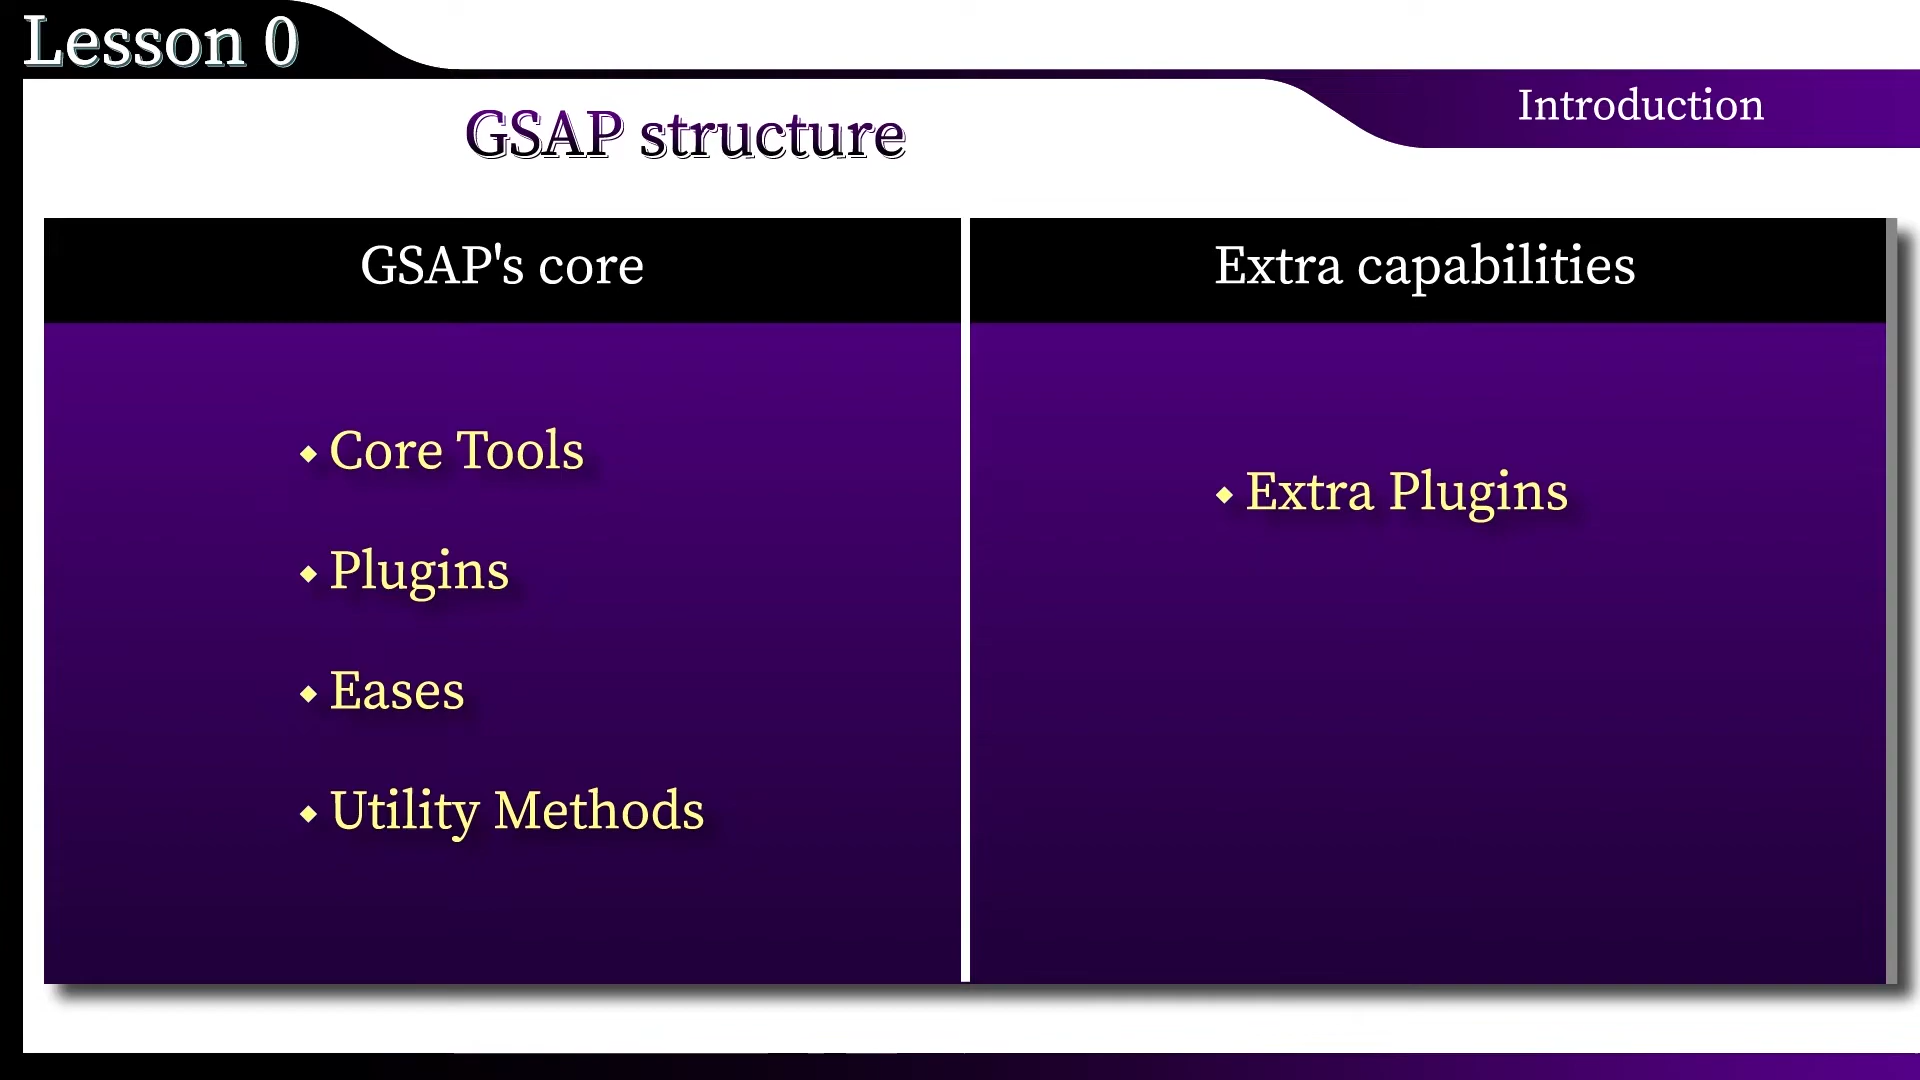 Lesson 0
Introduction
GSAP structure
GSAP's core
Extra capabilities
Core Tools
Plugins
Eases
Utility Methods
Extra Plugins